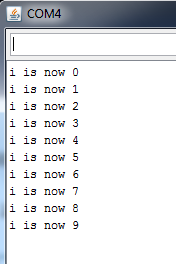 COM4
i is now 0
i is now 1
i is now 2
i is now 3
i is now 4
i is now 5
i is now 6
i is now 7
i is now 8
i is now 9